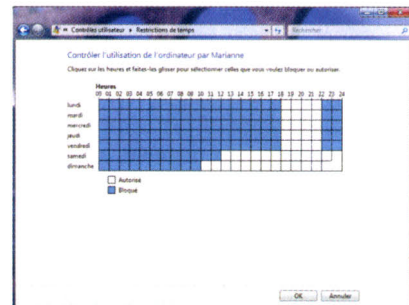 Contrôles utilisateur ▸ Restrictions de temps
Rechercher
Contrôler l'utilisation de l'ordinateur par Marianne
Cliquez sur les heures et faites-les glisser pour sélectionner celles que vous voulez bloquer ou autoriser.
Heures
00 01 02 03 04 05 06 07 08 09 10 11 12 13 14 15 16 17 18 19 20 21 22 23 24
lundi
mardi
mercredi
jeudi
vendredi
samedi
dimanche
Autorisé
Bloqué
OK Annuler